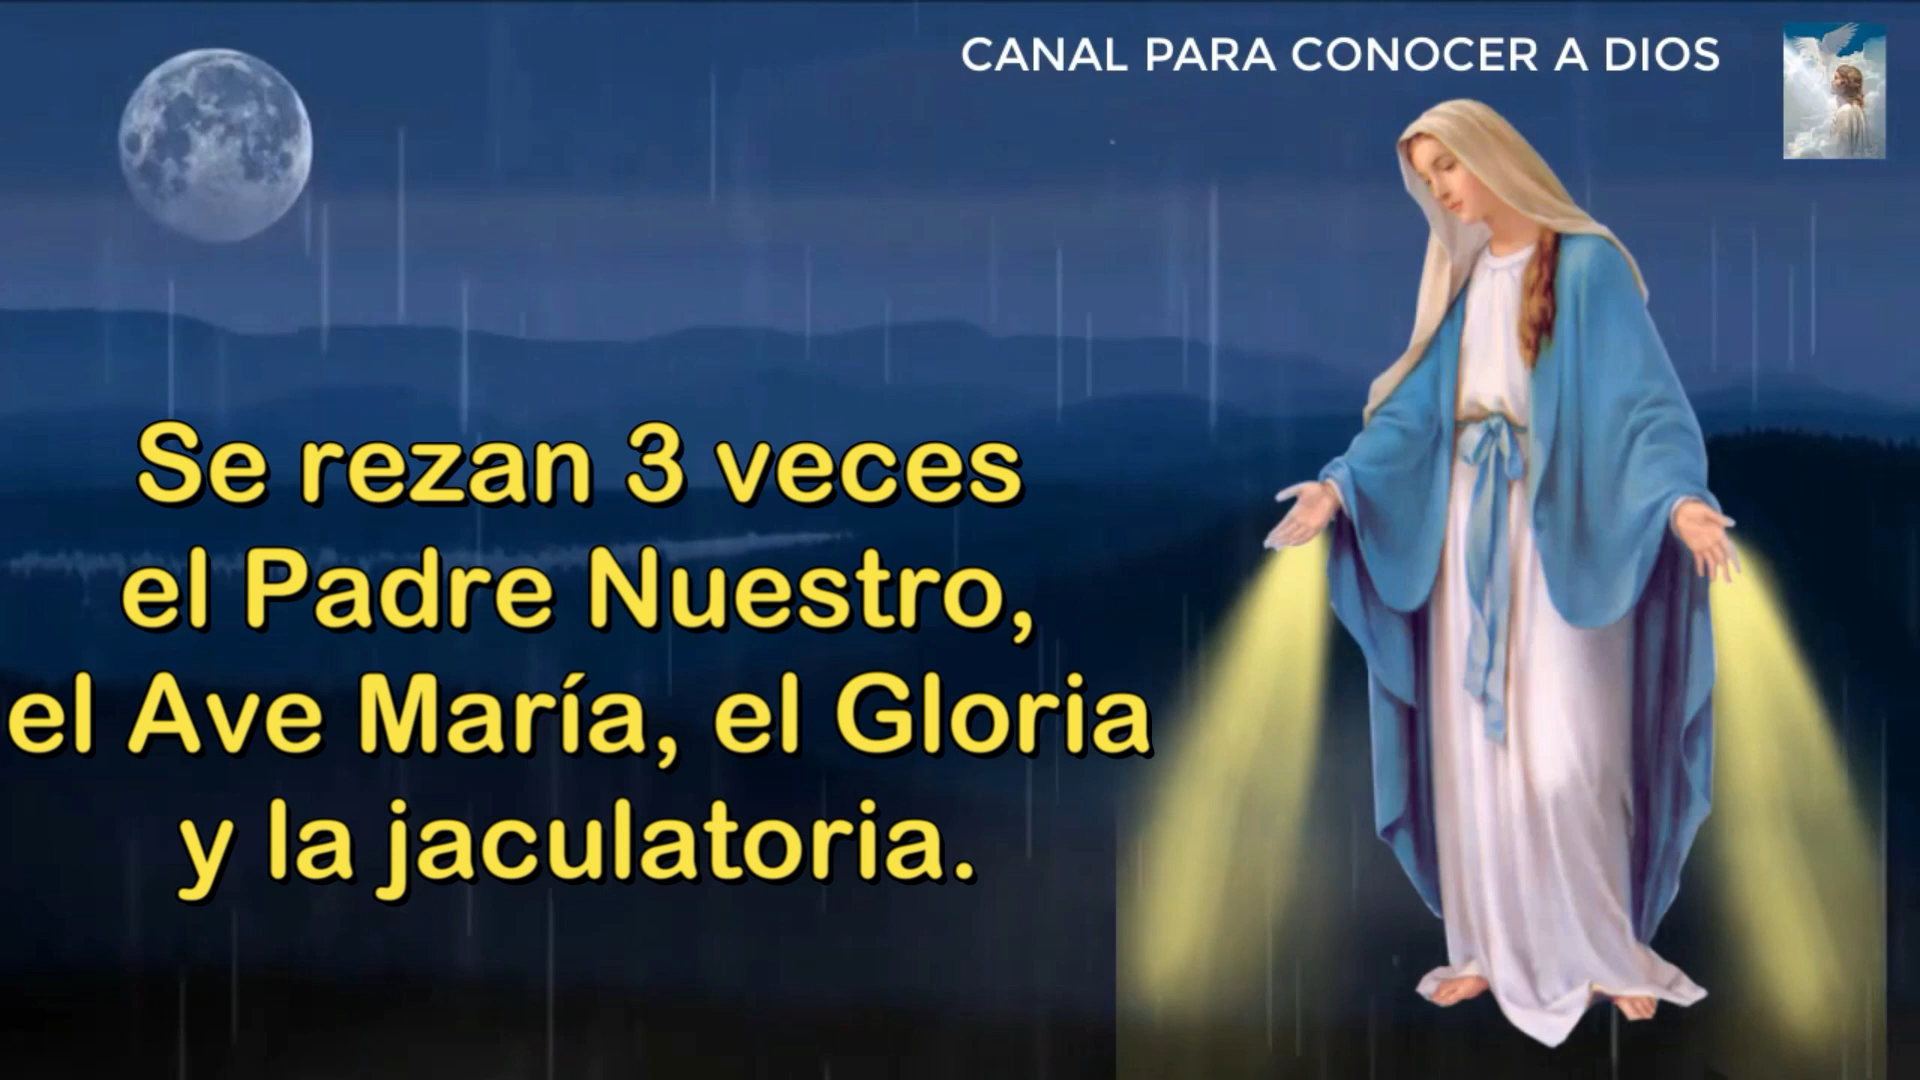 CANAL PARA CONOCER A DIOS
Se rezan 3 veces
el Padre Nuestro,
el Ave María, el Gloria
y la jaculatoria.